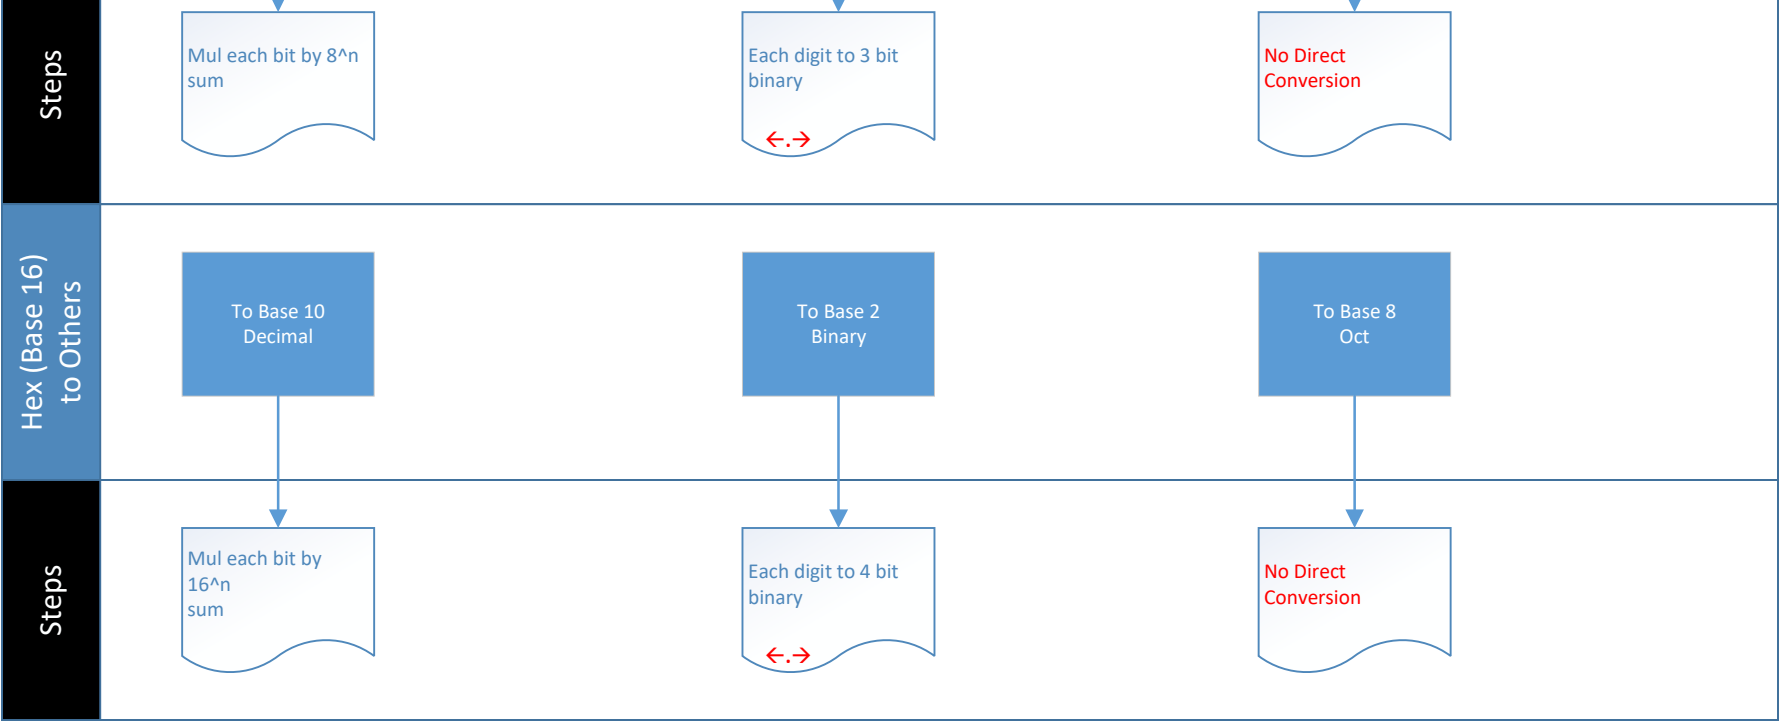 Steps
Mul each bit by 8^n
sum
Each digit to 3 bit
binary
←.→
No Direct
Conversion
Hex (Base 16)
to Others
To Base 10
Decimal
To Base 2
Binary
To Base 8
Oct
Steps
Mul each bit by
16^n
sum
Each digit to 4 bit
binary
←.→
No Direct
Conversion